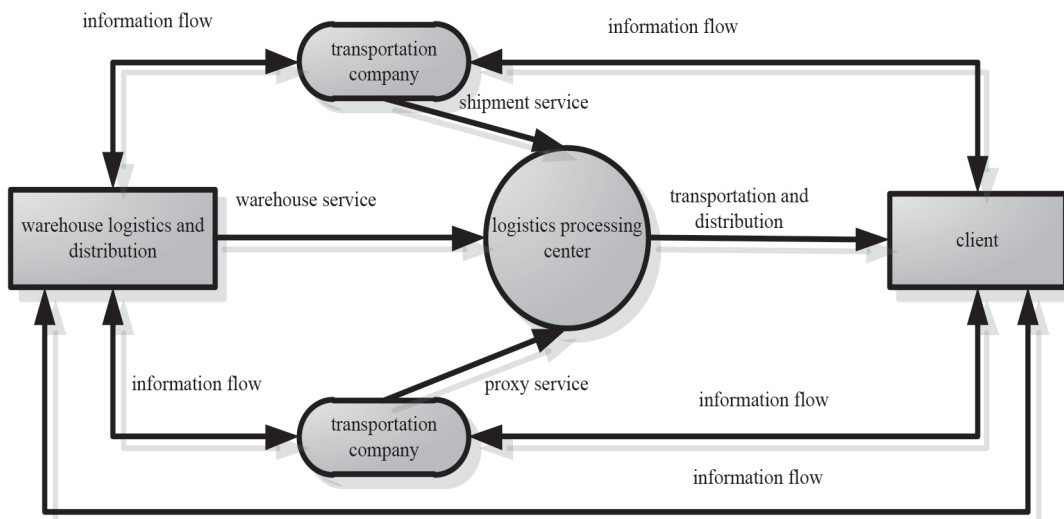 information flow
transportation
company
information flow
shipment service
warehouse service
transportation and
distribution
warehouse logistics and
distribution
logistics processing
center
client
information flow
proxy service
transportation
company
information flow
information flow